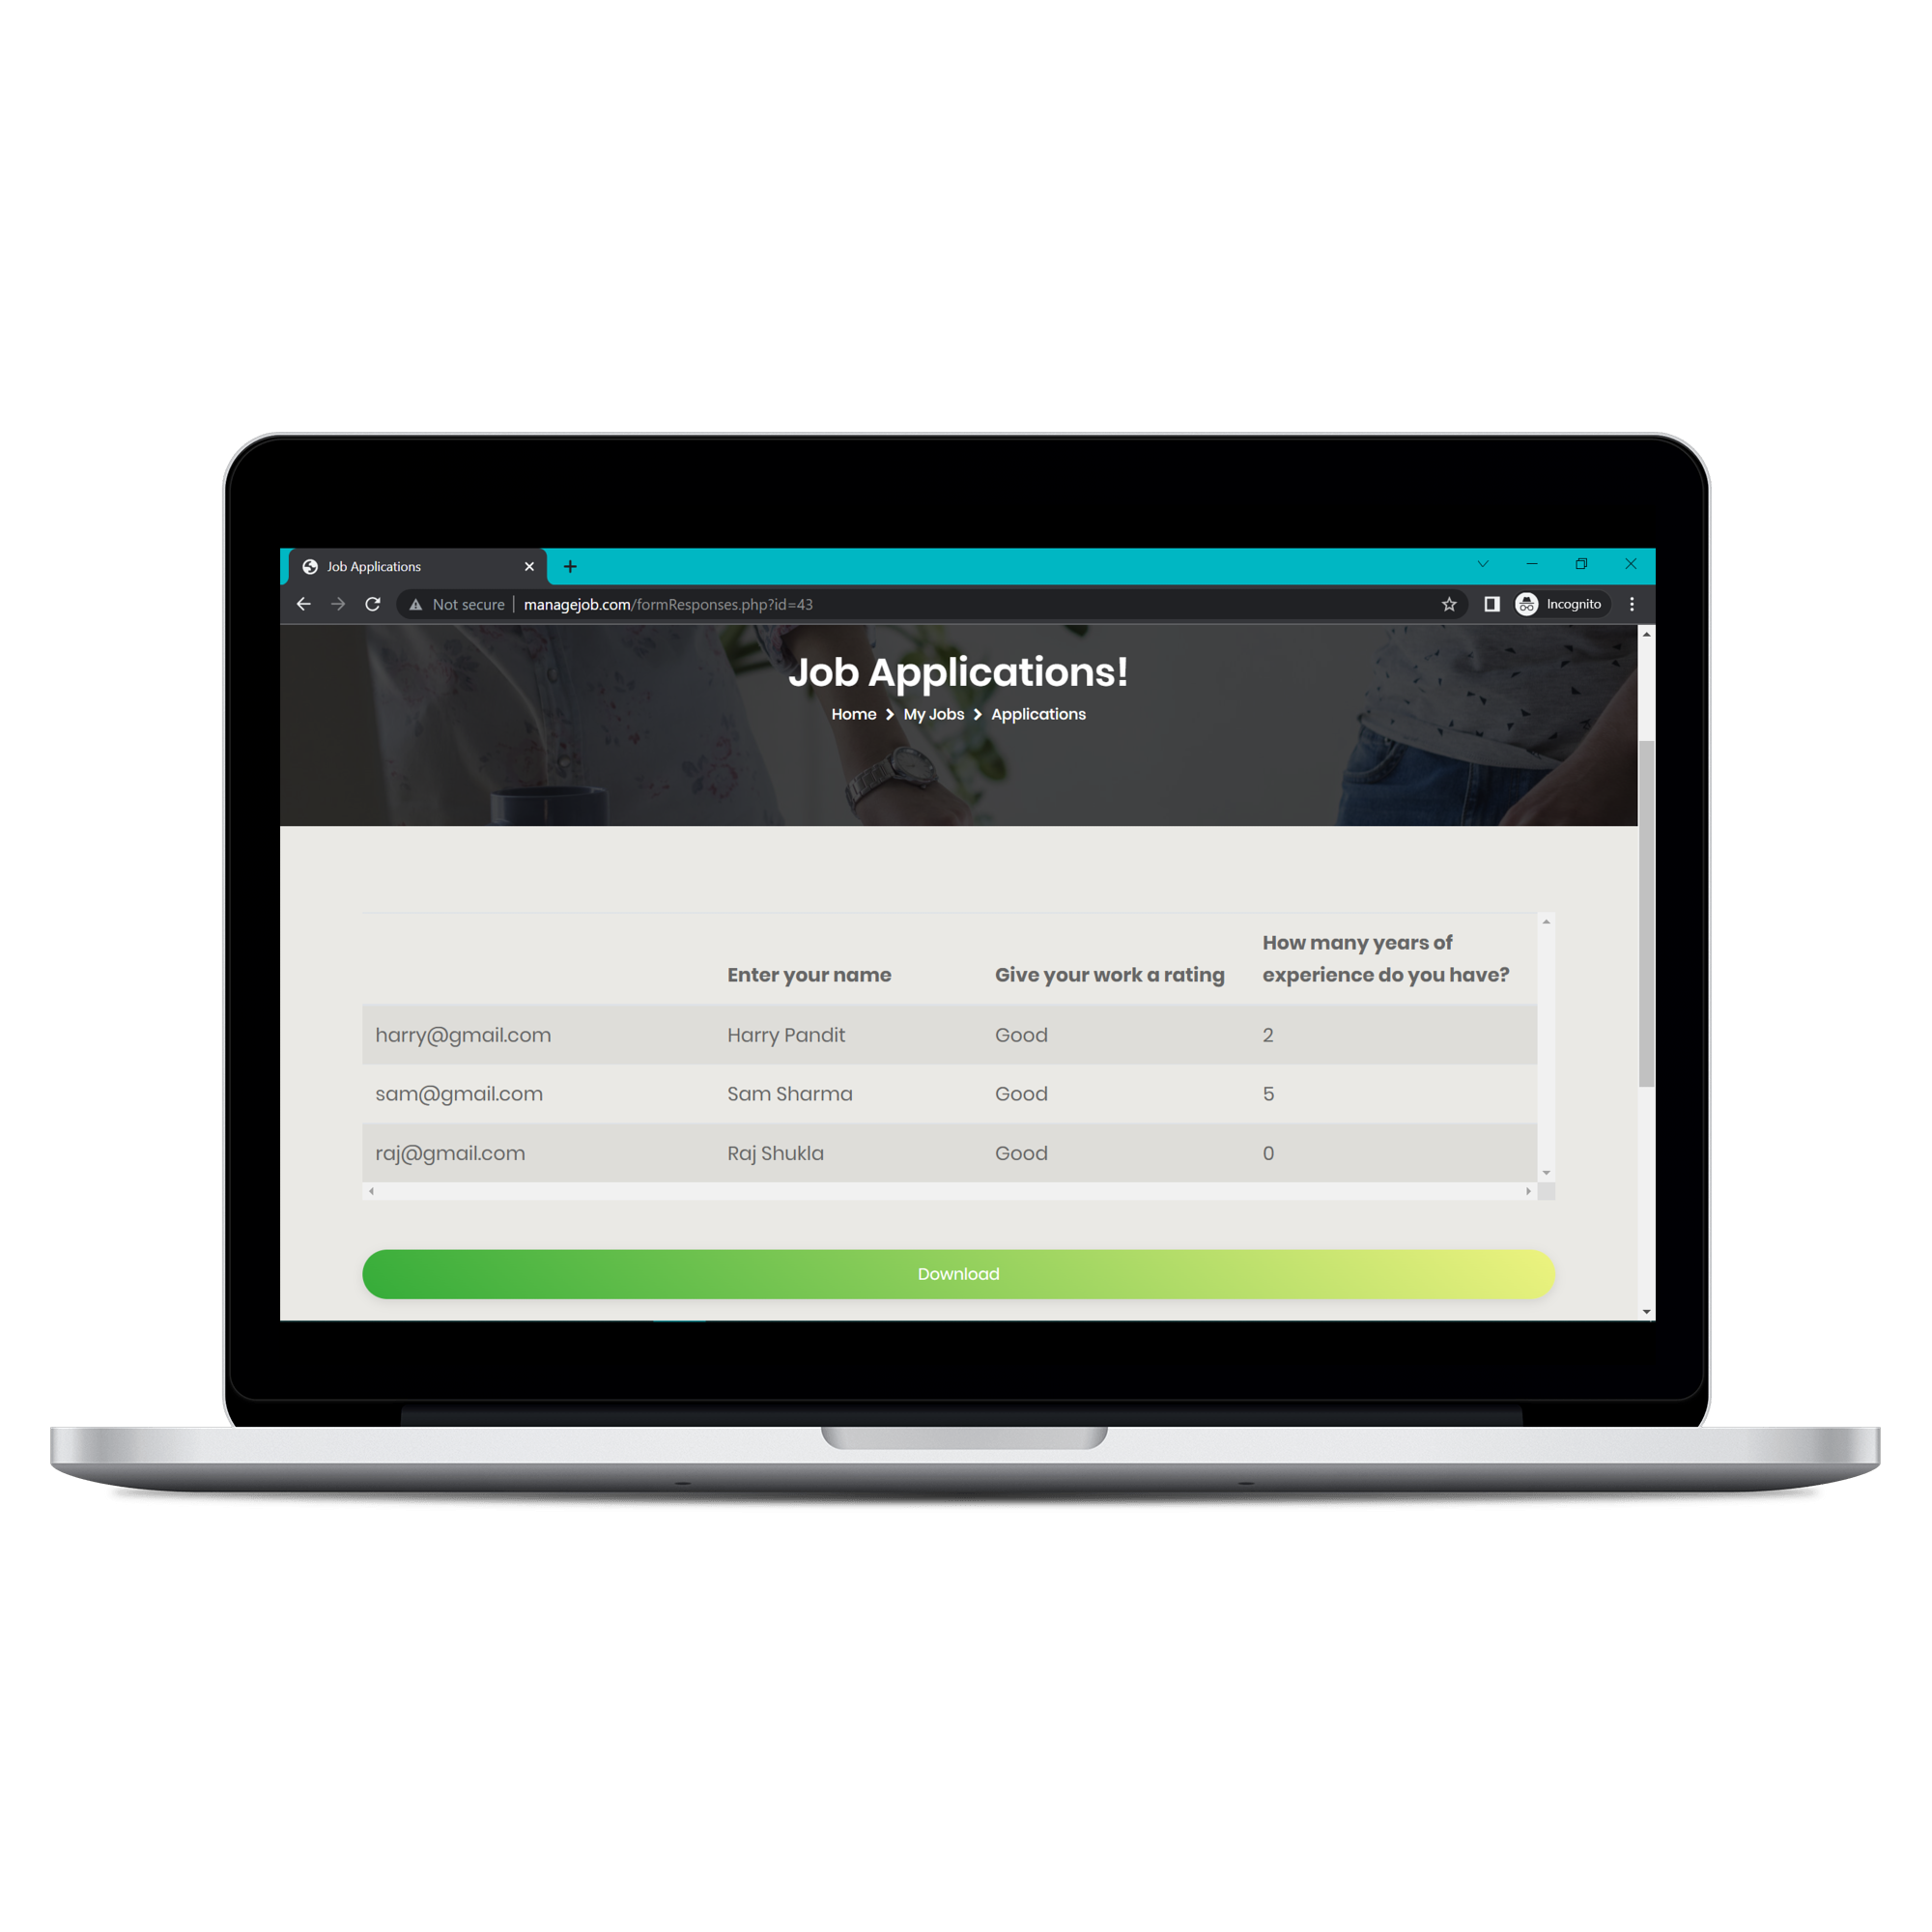 Job Applications
Not secure managejob.com/formResponses.php?id=43 Incognito
Job Applications!
Home My Jobs Applications
Enter your name Give your work a rating How many years of
experience do you have?
harry@gmail.com Harry Pandit Good 2
sam@gmail.com Sam Sharma Good 5
raj@gmail.com Raj Shukla Good 0
Download